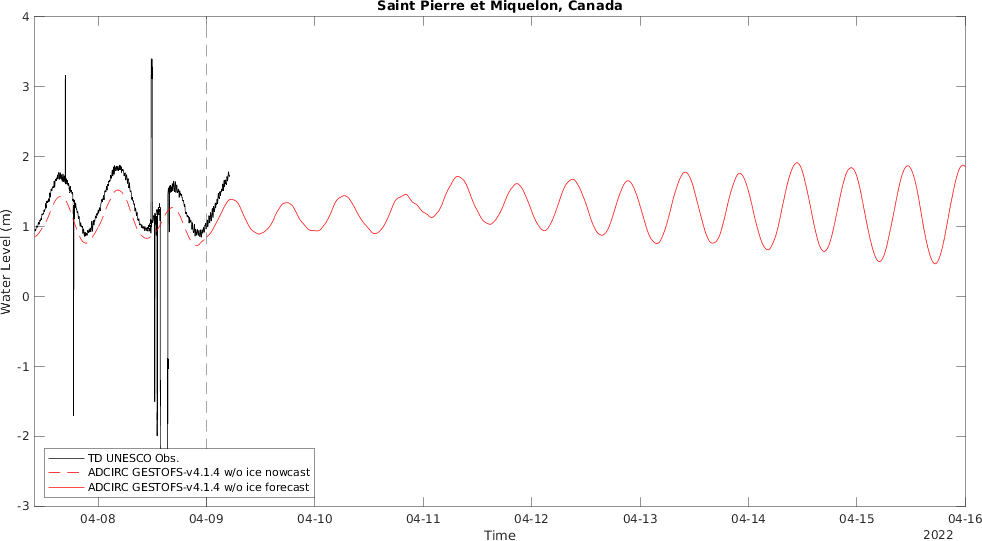 Saint Pierre et Miquelon, Canada
4
3
2
1
0
-1
-2
-3
Water Level (m)
TD UNESCO Obs.
ADCIRC GESTOFS-v4.1.4 w/o ice nowcast
ADCIRC GESTOFS-v4.1.4 w/o ice forecast
04-08 04-09 04-10 04-11 04-12 04-13 04-14 04-15 04-16
Time
2022